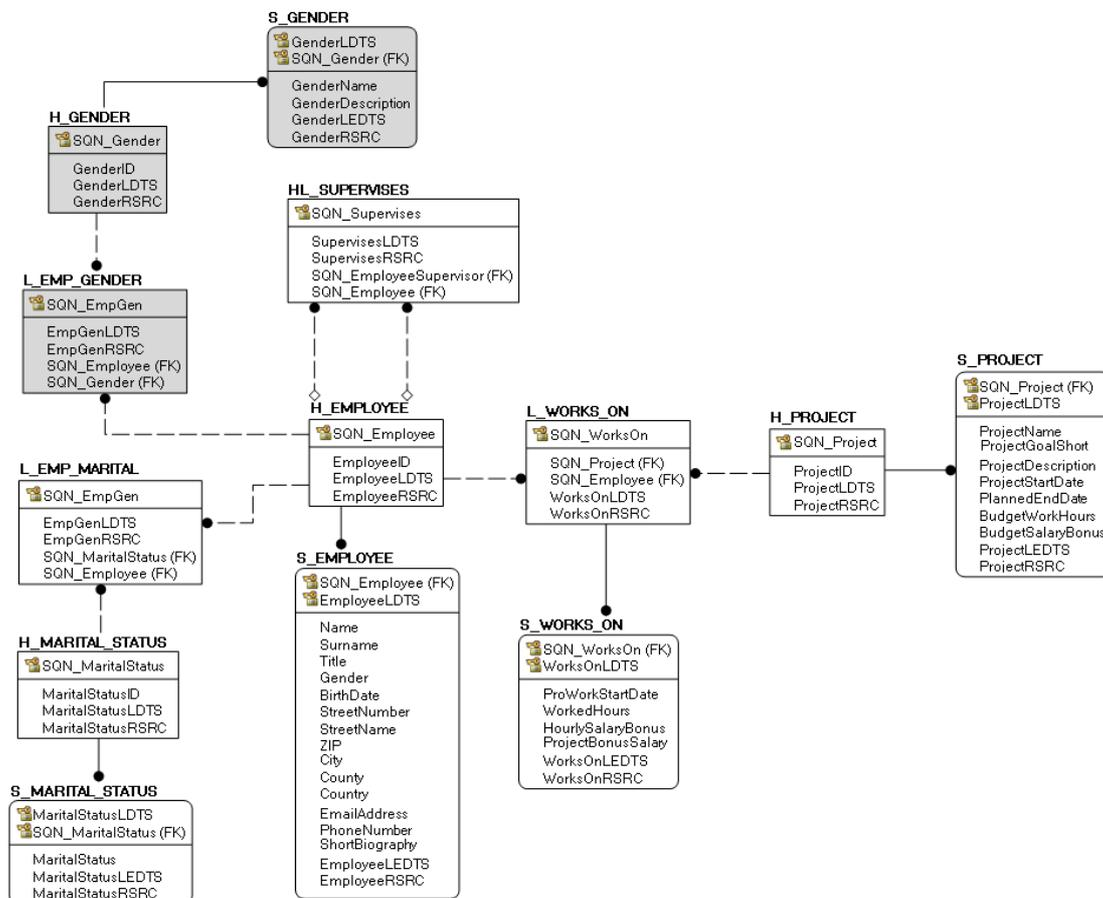 S_GENDER
GenderLDTS
SQN_Gender (FK)
GenderName
GenderDescription
GenderLEDTS
GenderRSRC
H_GENDER
SQN_Gender
GenderID
GenderLDTS
GenderRSRC
HL_SUPERVISES
SQN_Supervises
SupervisesLDTS
SupervisesRSRC
SQN_EmployeeSupervisor (FK)
SQN_Employee (FK)
L_EMP_GENDER
SQN_EmpGen
EmpGenLDTS
EmpGenRSRC
SQN_Employee (FK)
SQN_Gender (FK)
H_EMPLOYEE
SQN_Employee
EmployeeID
EmployeeLDTS
EmployeeRSRC
L_WORKS_ON
SQN_WorksOn
SQN_Project (FK)
SQN_Employee (FK)
WorksOnLDTS
WorksOnRSRC
H_PROJECT
SQN_Project
ProjectID
ProjectLDTS
ProjectRSRC
S_PROJECT
SQN_Project (FK)
ProjectLDTS
ProjectName
ProjectGoalShort
ProjectDescription
ProjectStartDate
PlannedEndDate
BudgetWorkHours
BudgetSalaryBonus
ProjectLEDTS
ProjectRSRC
L_EMP_MARITAL
SQN_EmpGen
EmpGenLDTS
EmpGenRSRC
SQN_MaritalStatus (FK)
SQN_Employee (FK)
S_EMPLOYEE
SQN_Employee (FK)
EmployeeLDTS
Name
Surname
Title
Gender
BirthDate
StreetNumber
StreetName
ZIP
City
County
Country
EmailAddress
PhoneNumber
ShortBiography
EmployeeLEDTS
EmployeeRSRC
S_WORKS_ON
SQN_WorksOn (FK)
WorksOnLDTS
ProWorkStartDate
WorkedHours
HourlySalaryBonus
ProjectBonusSalary
WorksOnLEDTS
WorksOnRSRC
H_MARITAL_STATUS
SQN_MaritalStatus
MaritalStatusID
MaritalStatusLDTS
MaritalStatusRSRC
S_MARITAL_STATUS
MaritalStatusLDTS
SQN_MaritalStatus (FK)
MaritalStatus
MaritalStatusLEDTS
MaritalStatusRSRC